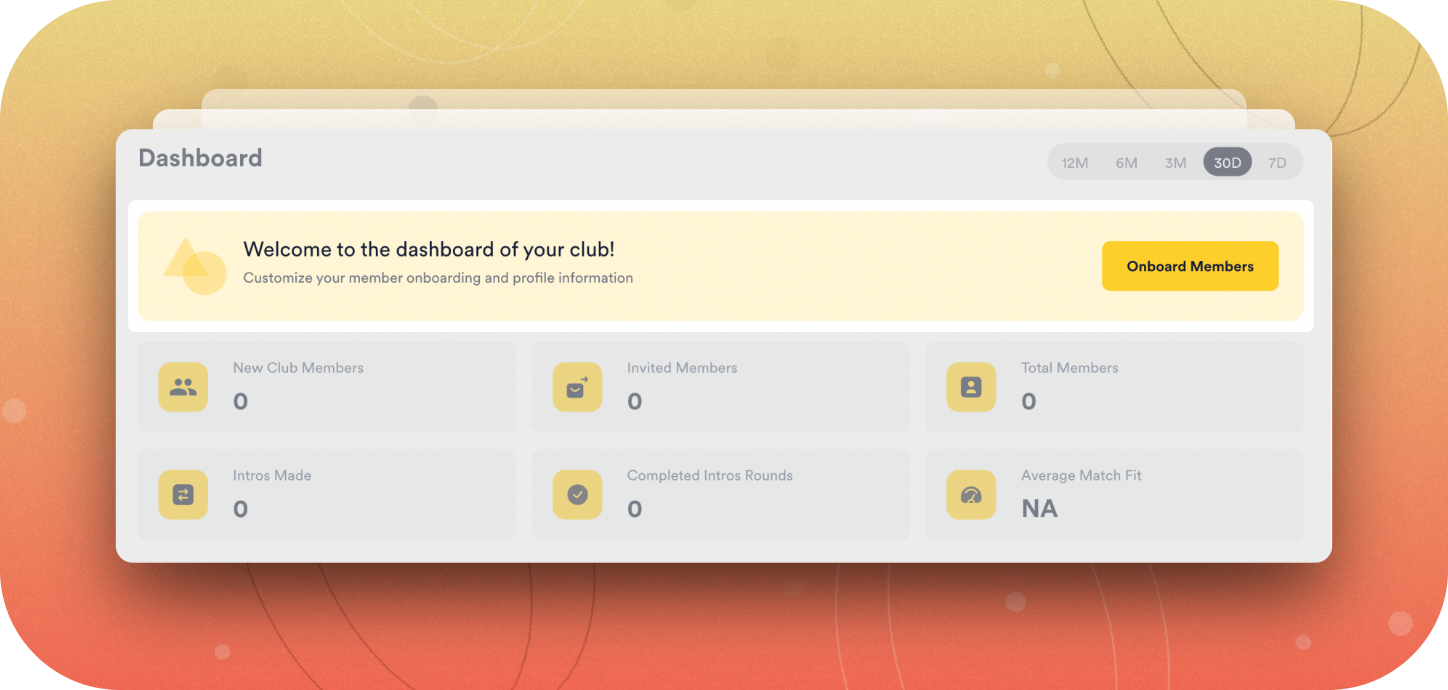 Dashboard
12M 6M 3M 30D 7D
Welcome to the dashboard of your club!
Customize your member onboarding and profile information
Onboard Members
New Club Members
0
Invited Members
0
Total Members
0
Intros Made
0
Completed Intros Rounds
0
Average Match Fit
NA